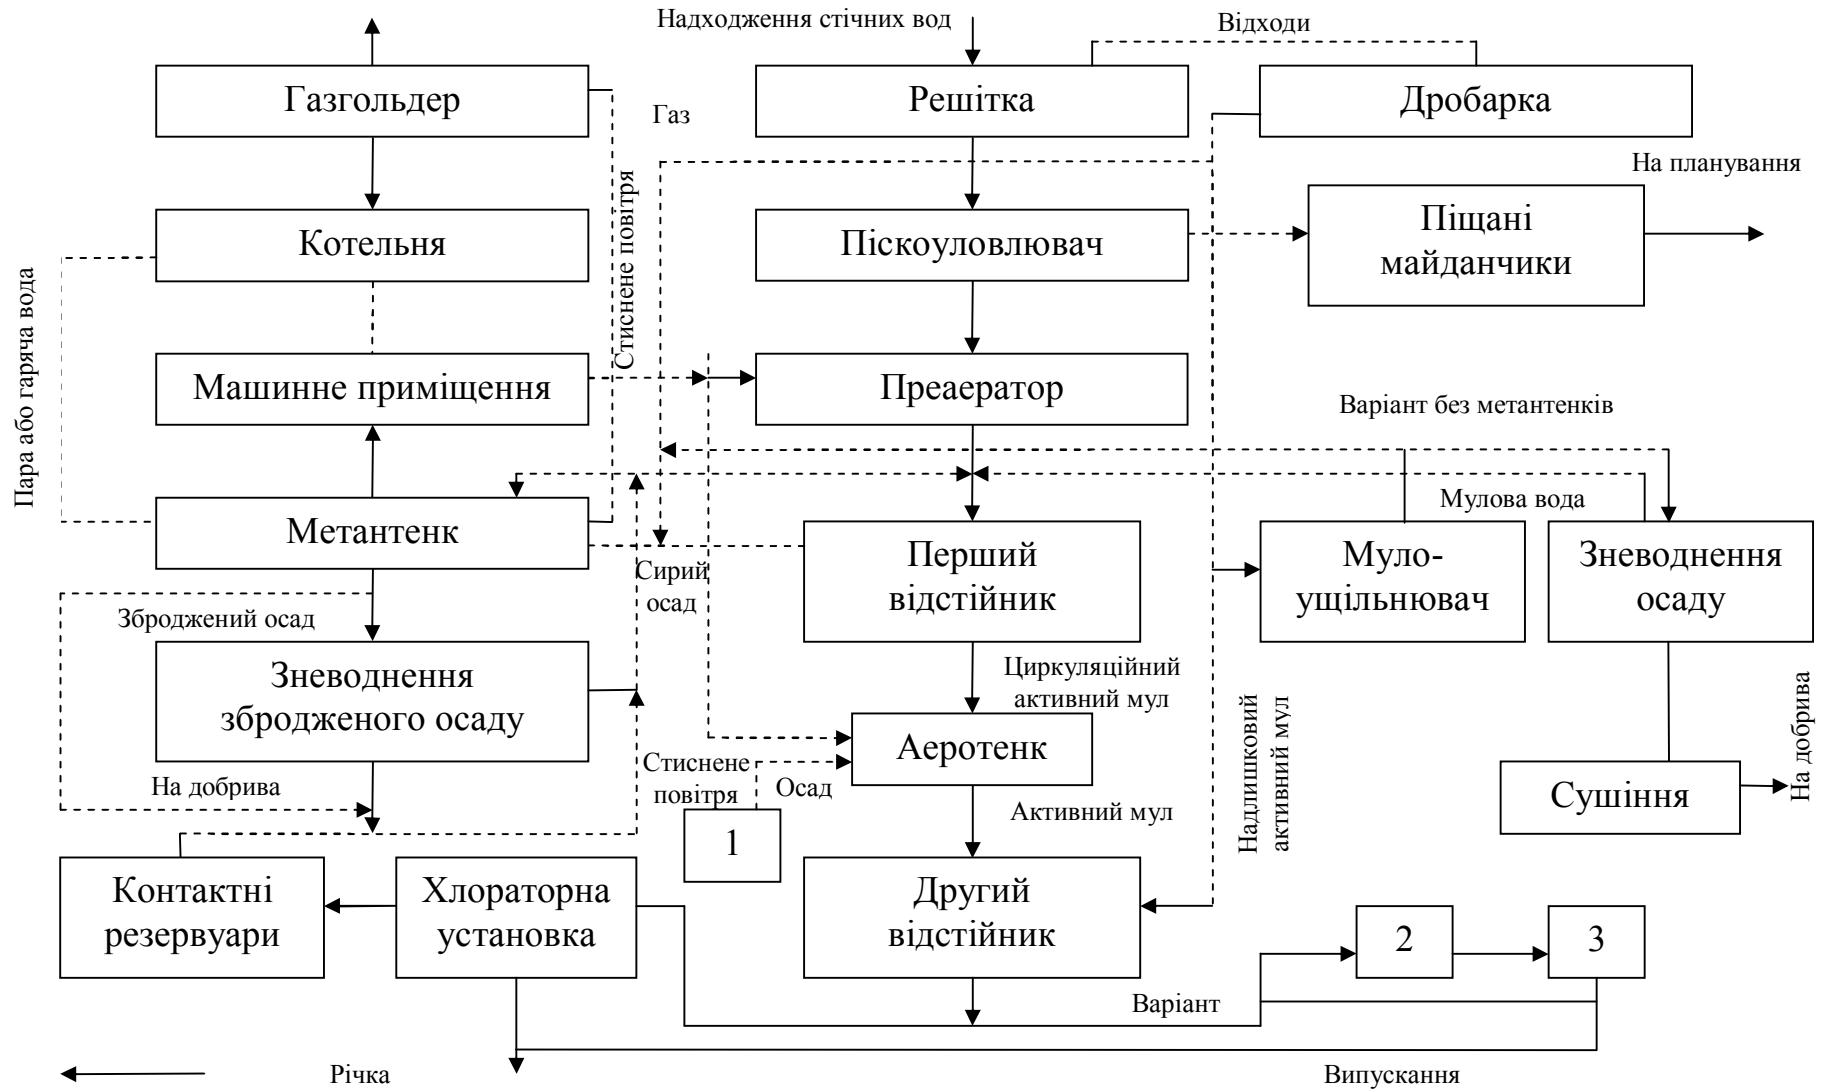 Надходження стічних вод
Відходи
Газгольдер
Решітка
Дробарка
Газ
На планування
Стиснене повітря
Котельня
Піскоуловлювач
Піщані
майданчики
Пара або гаряча вода
Машинне приміщення
Преаератор
Варіант без метантенків
Мулова вода
Метантенк
Перший
відстійник
Муло-
ущільнювач
Зневоднення
осаду
Сирий
осад
Зброджений осад
Зневоднення
збродженого осаду
Циркуляційний
активний мул
Надлишковий
активний мул
На добрива
Аеротенк
Стиснене
повітря
Осад
На добрива
Сушіння
Активний мул
1
Контактні
резервуари
Хлораторна
установка
Другий
відстійник
2
3
Варіант
Річка
Випускання